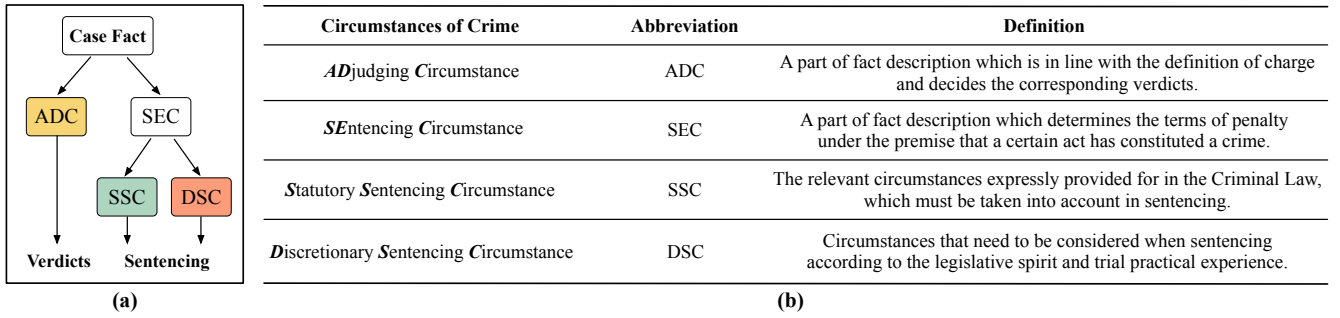 Case Fact
ADC
SEC
SSC
DSC
Verdicts
Sentencing
(a)
Circumstances of Crime
Abbreviation
Definition
ADjudging Circumstance
ADC
A part of fact description which is in line with the definition of charge
and decides the corresponding verdicts.
SEntencing Circumstance
SEC
A part of fact description which determines the terms of penalty
under the premise that a certain act has constituted a crime.
Statutory Sentencing Circumstance
SSC
The relevant circumstances expressly provided for in the Criminal Law,
which must be taken into account in sentencing.
Discretionary Sentencing Circumstance
DSC
Circumstances that need to be considered when sentencing
according to the legislative spirit and trial practical experience.
(b)